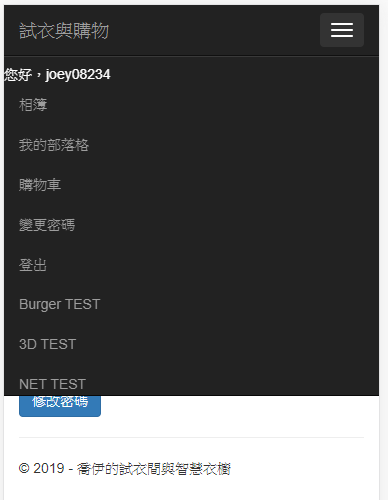 試衣與購物
您好，joey08234
相簿
我的部落格
購物車
變更密碼
登出
Burger TEST
3D TEST
NET TEST
修改密碼
© 2019 - 喬伊的試衣間與智慧衣櫥